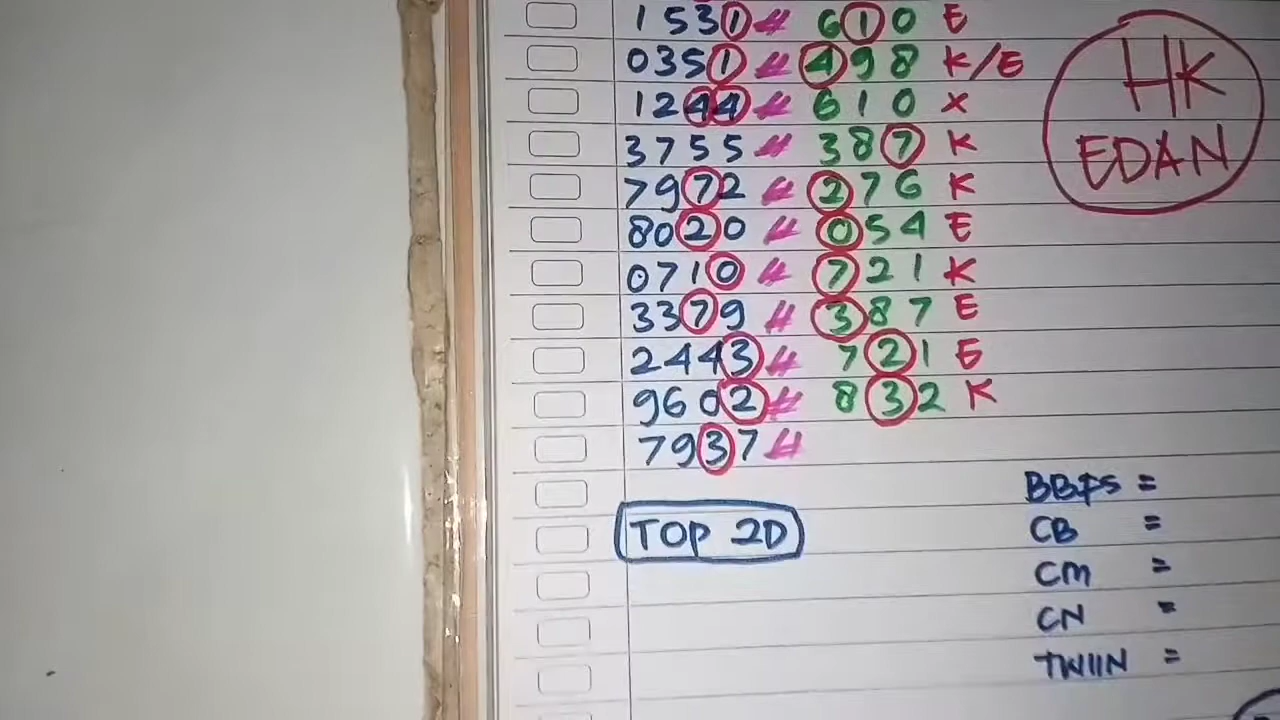 1531 # 610 E
0351 # 498 K/E
1244 # 610 X
3755 # 387 K
7972 # 276 K
8020 # 054 E
0710 # 721 K
3379 # 387 E
2443 # 721 E
9602 # 832 K
7937 #
HK
EDAN
TOP 2D
BBFS =
CB =
CM =
CN =
TWIIN =